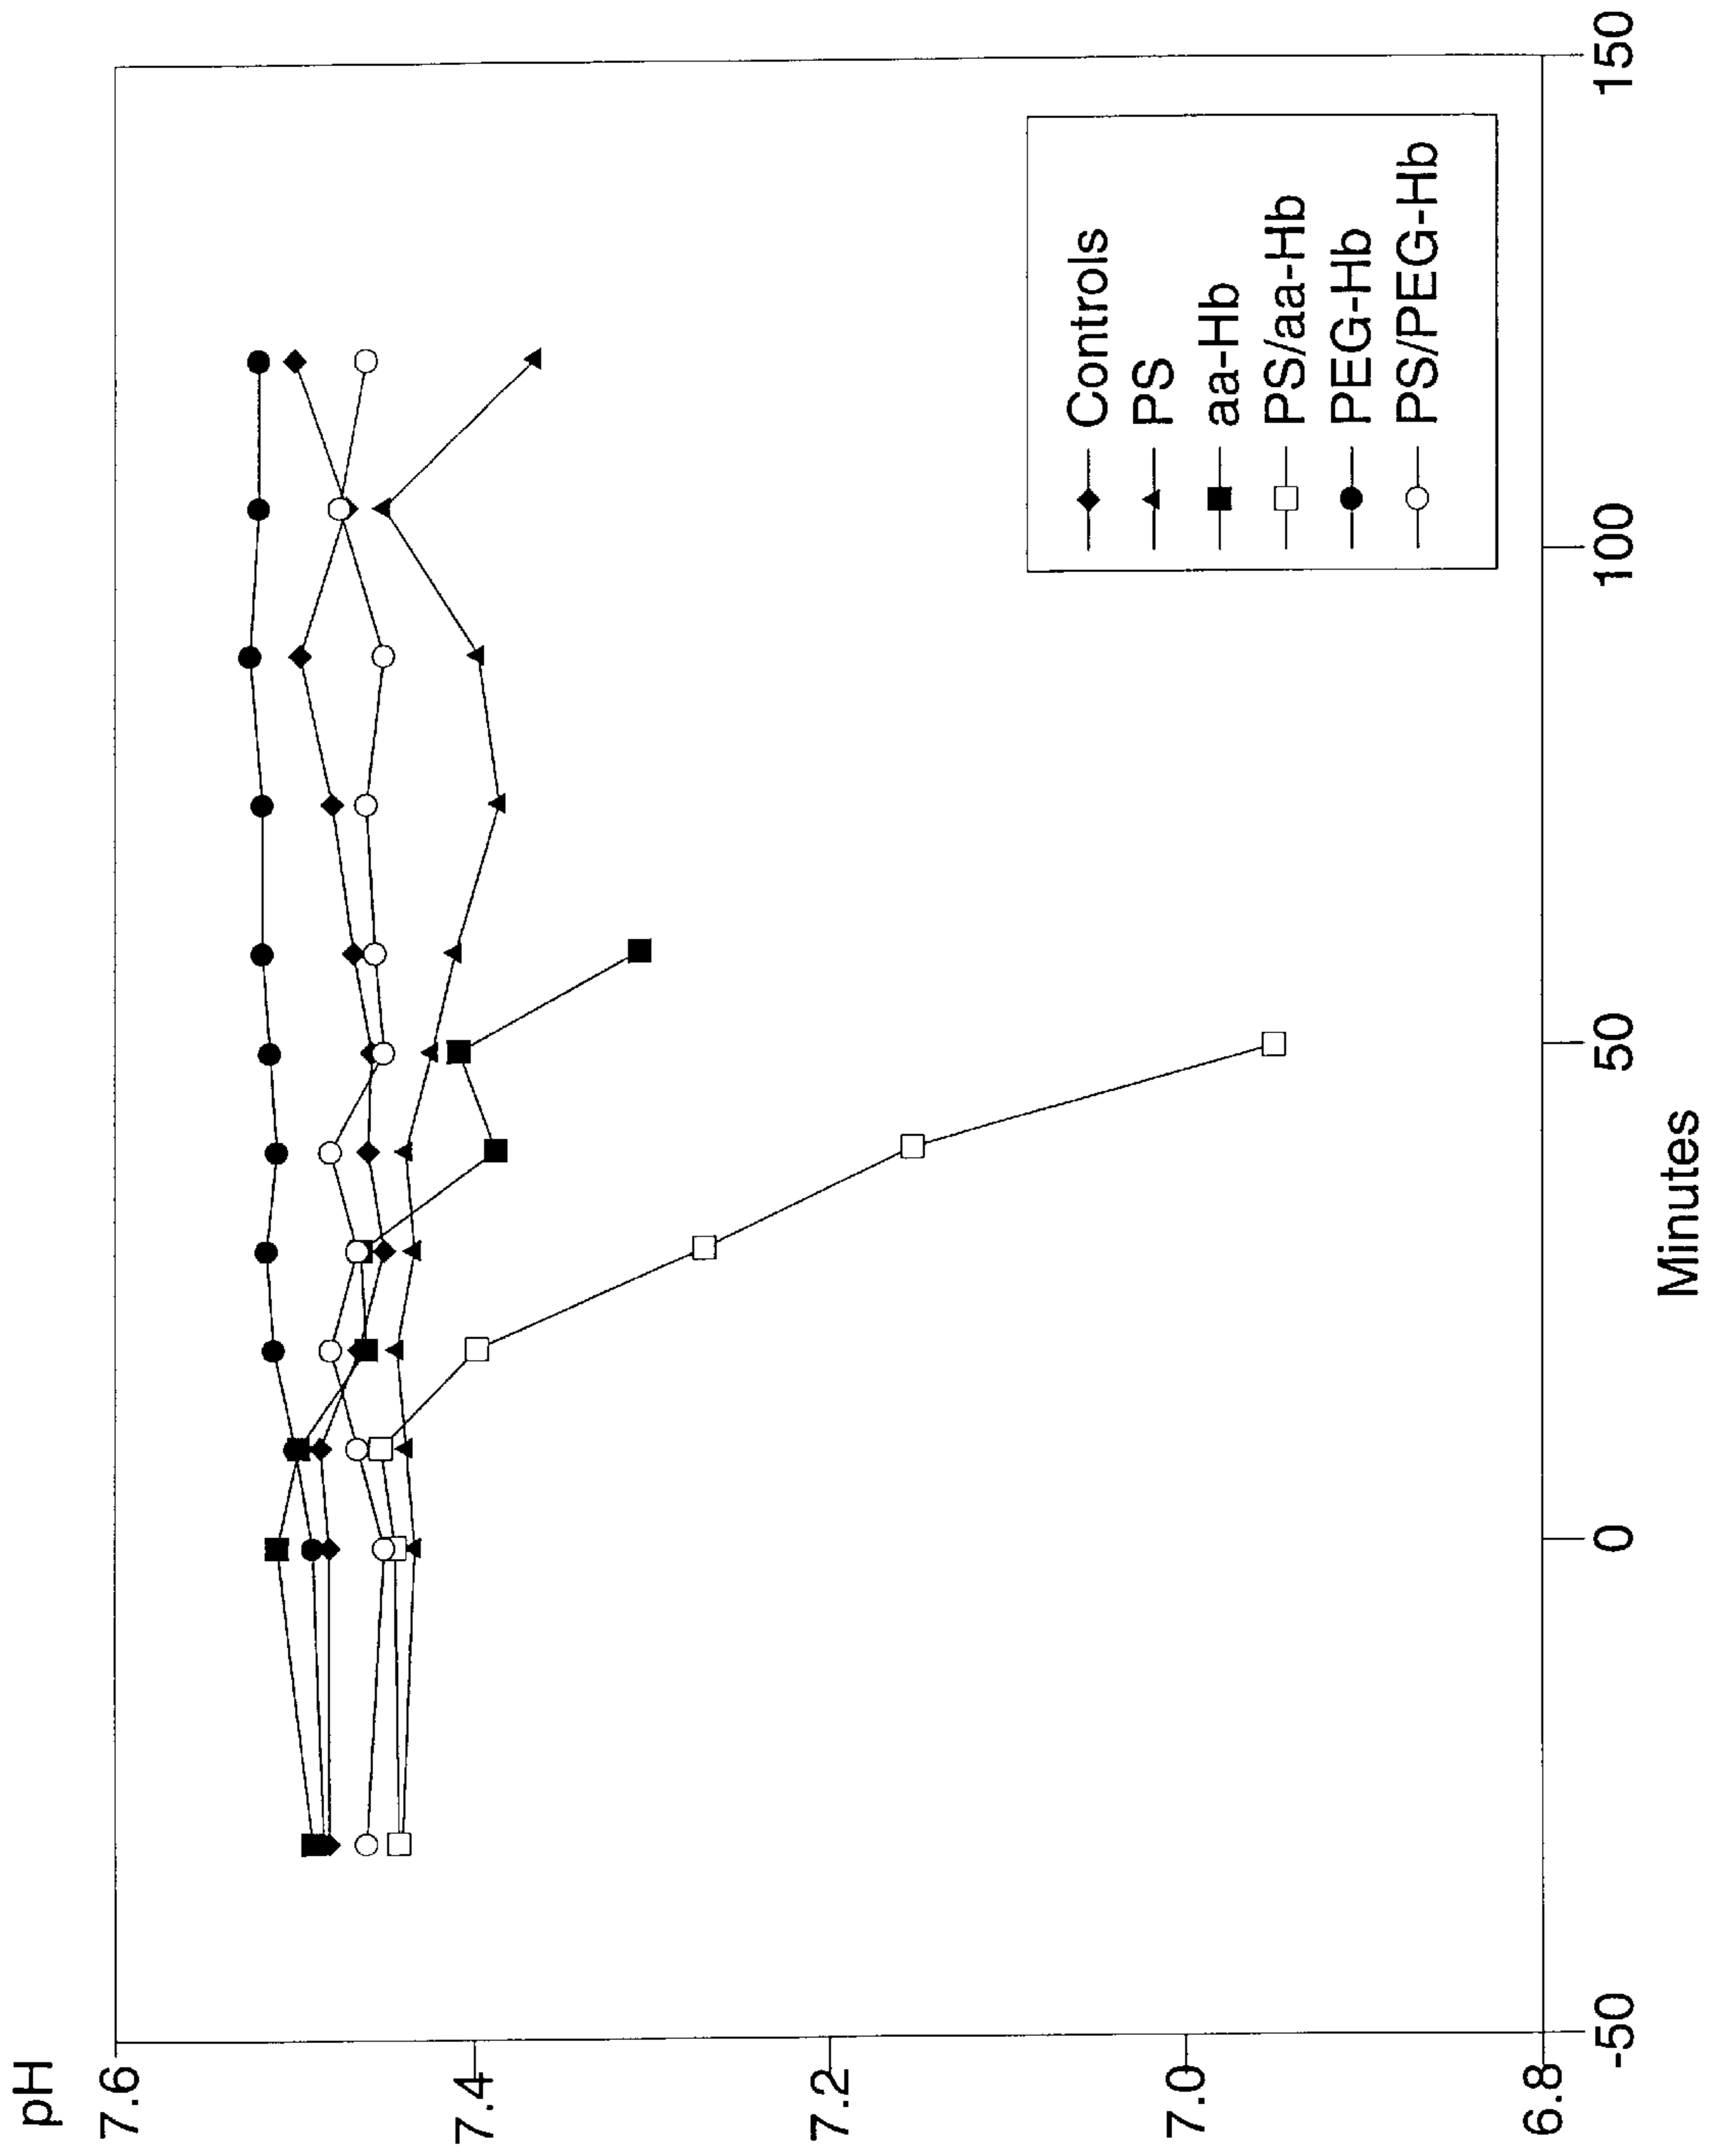 pH
7.6
7.4
7.2
7.0
6.8
-50
0
50
100
150
Minutes
Controls
PS
aa-Hb
PS/aa-Hb
PEG-Hb
PS/PEG-Hb